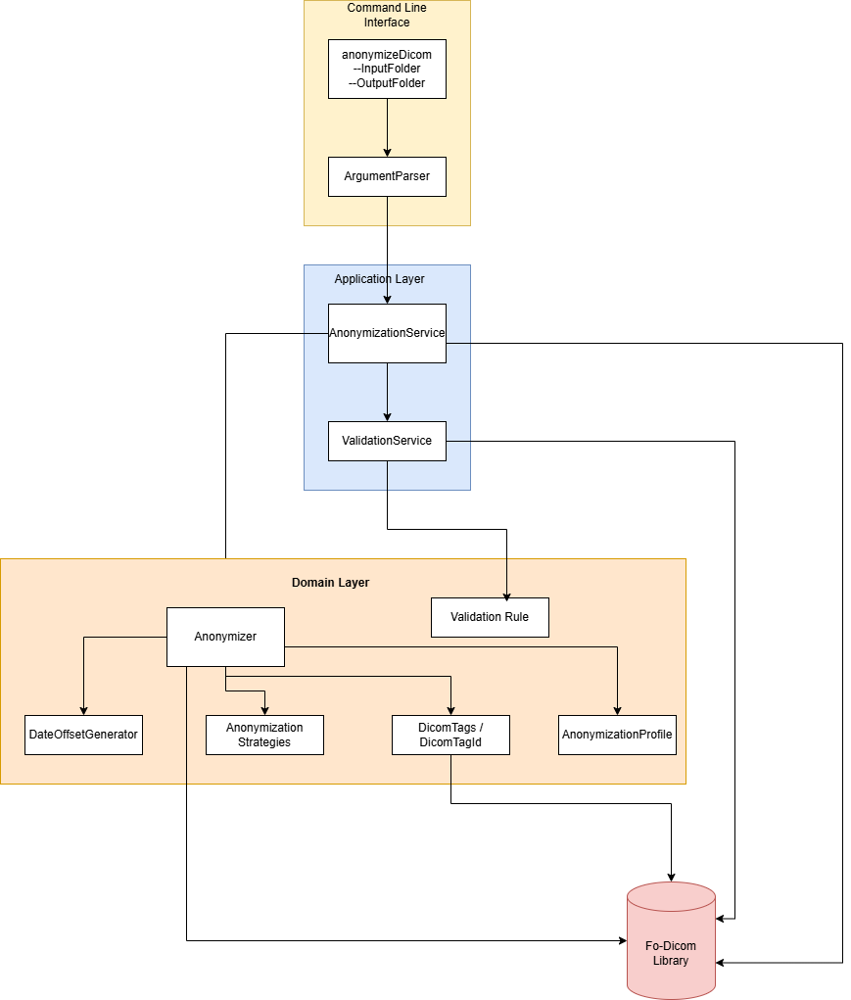 Command Line
Interface
anonymizeDicom
--InputFolder
--OutputFolder
ArgumentParser
Application Layer
AnonymizationService
ValidationService
Domain Layer
Validation Rule
Anonymizer
DateOffsetGenerator
Anonymization
Strategies
DicomTags /
DicomTagId
AnonymizationProfile
Fo-Dicom
Library